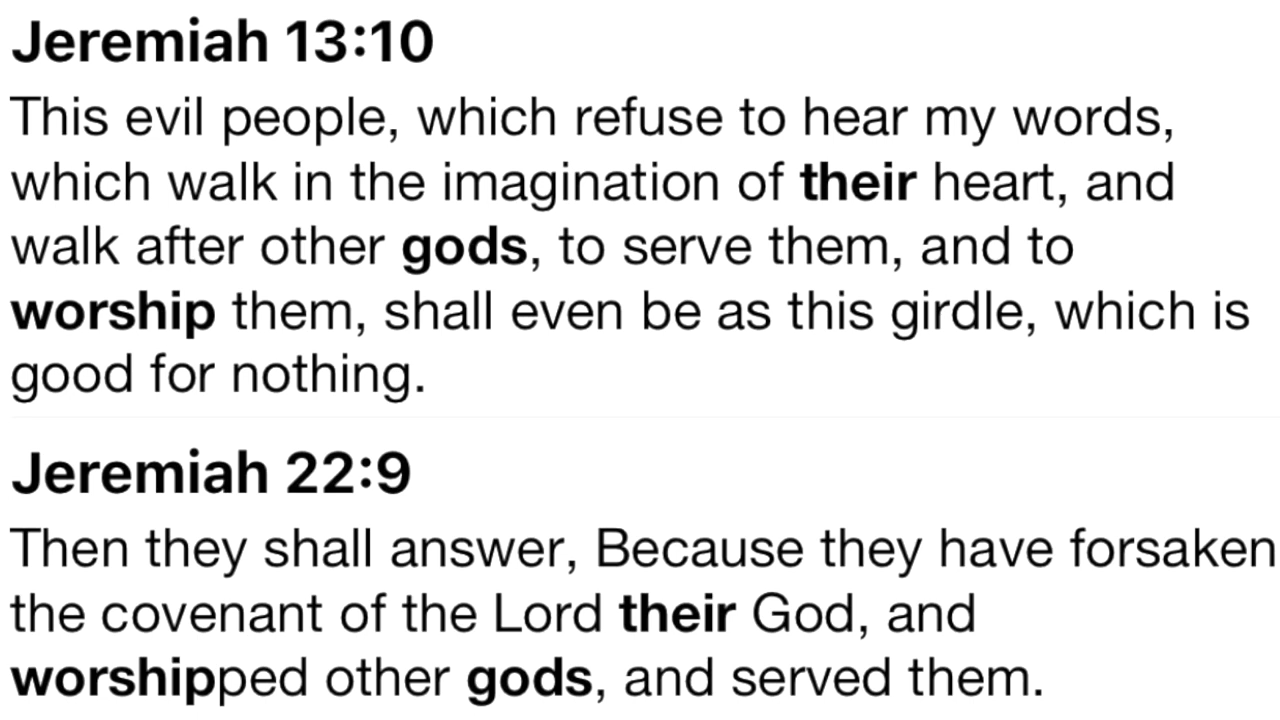 Jeremiah 13:10
This evil people, which refuse to hear my words,
which walk in the imagination of their heart, and
walk after other gods, to serve them, and to
worship them, shall even be as this girdle, which is
good for nothing.
Jeremiah 22:9
Then they shall answer, Because they have forsaken
the covenant of the Lord their God, and
worshipped other gods, and served them.